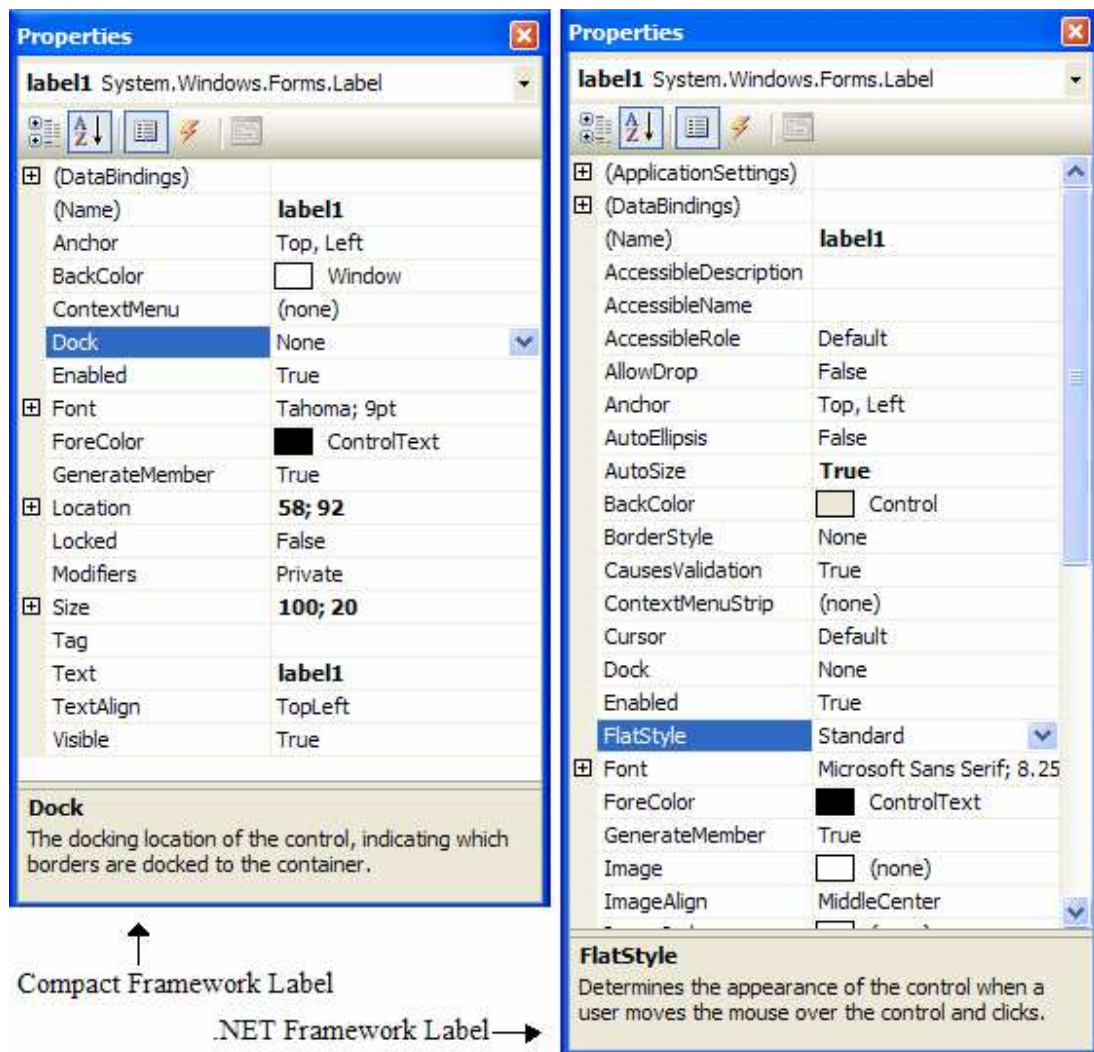 Properties
label1 System.Windows.Forms.Label
(DataBindings)
(Name) label1
Anchor Top, Left
BackColor Window
ContextMenu (none)
Dock None
Enabled True
Font Tahoma; 9pt
ForeColor ControlText
GenerateMember True
Location 58; 92
Locked False
Modifiers Private
Size 100; 20
Tag
Text label1
TextAlign TopLeft
Visible True
Dock
The docking location of the control, indicating which
borders are docked to the container.
Compact Framework Label
.NET Framework Label
Properties
label1 System.Windows.Forms.Label
(ApplicationSettings)
(DataBindings)
(Name) label1
AccessibleDescription
AccessibleName
AccessibleRole Default
AllowDrop False
Anchor Top, Left
AutoEllipsis False
AutoSize True
BackColor Control
BorderStyle None
CausesValidation True
ContextMenuStrip (none)
Cursor Default
Dock None
Enabled True
FlatStyle Standard
Font Microsoft Sans Serif; 8.25
ForeColor ControlText
GenerateMember True
Image (none)
ImageAlign MiddleCenter
FlatStyle
Determines the appearance of the control when a
user moves the mouse over the control and clicks.